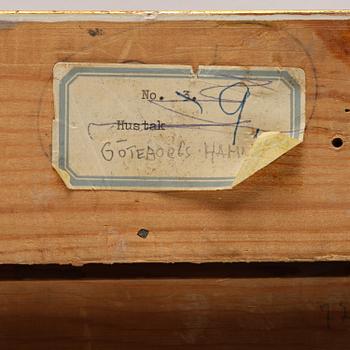 No. 3. 9,
Hustak
GÖTEBORGS HAM